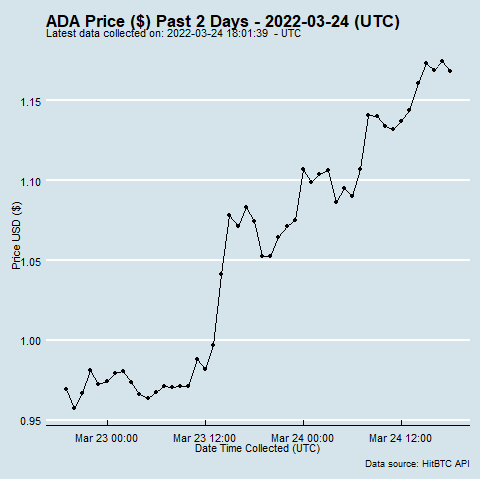 ADA Price ($) Past 2 Days - 2022-03-24 (UTC)
Latest data collected on: 2022-03-24 18:01:39 - UTC
Price USD ($)
1.15
1.10
1.05
1.00
0.95
Mar 23 00:00 Mar 23 12:00 Mar 24 00:00 Mar 24 12:00
Date Time Collected (UTC)
Data source: HitBTC API